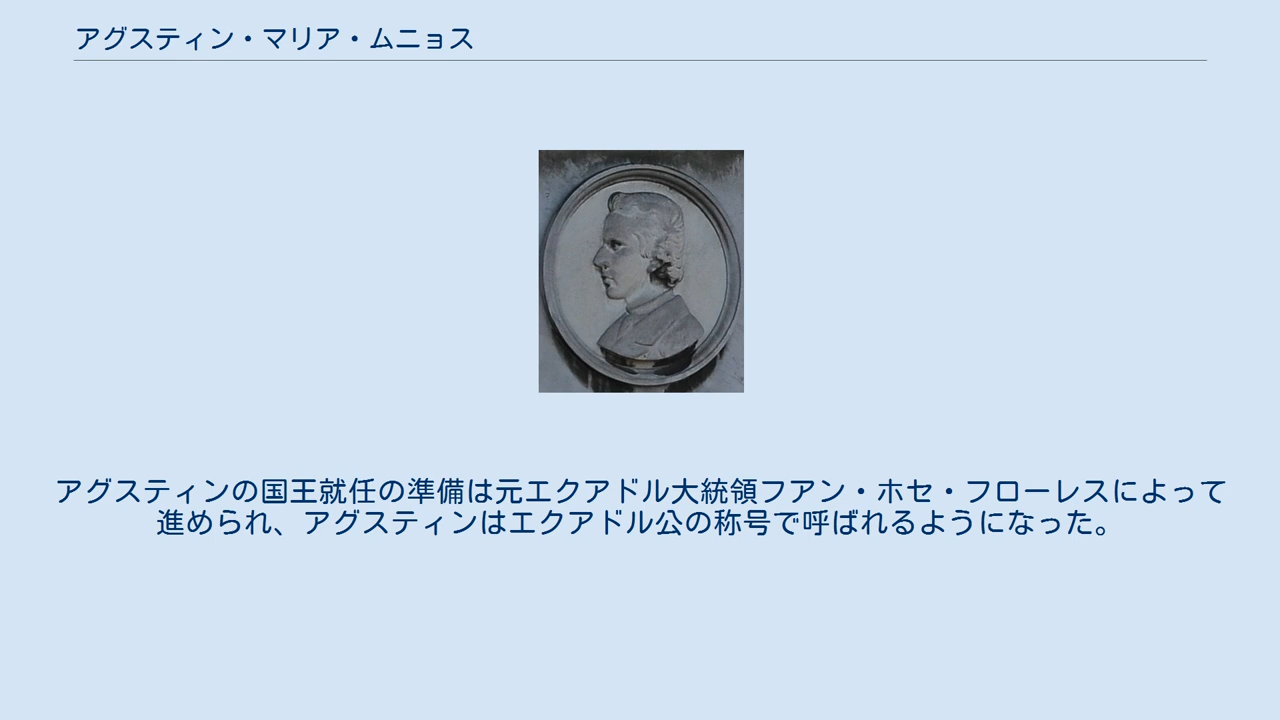 アグスティン・マリア・ムニョス
アグスティンの国王就任の準備は元エクアドル大統領フアン・ホセ・フローレスによって
進められ、アグスティンはエクアドル公の称号で呼ばれるようになった。